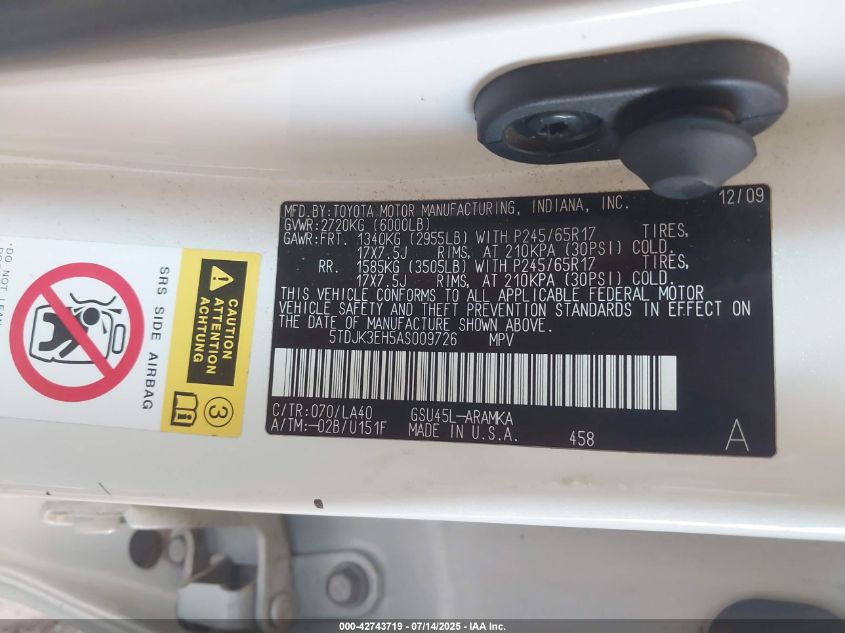 MFD.BY:TOYOTA MOTOR MANUFACTURING, INDIANA, INC. 12/09
GVWR:2720KG (6000LB)
GAWR:FRT. 1340KG (2955LB) WITH P245/65R17 TIRES,
17X7.5J RIMS, AT 210KPA (30PSI) COLD.
RR. 1585KG (3505LB) WITH P245/65R17 TIRES,
17X7.5J RIMS, AT 210KPA (30PSI) COLD.
THIS VEHICLE CONFORMS TO ALL APPLICABLE FEDERAL MOTOR
VEHICLE SAFETY AND THEFT PREVENTION STANDARDS IN EFFECT ON
THE DATE OF MANUFACTURE SHOWN ABOVE.
5TDJK3EH5AS009726 MPV
C/TR:070/LA40 GSU45L-ARAMKA
A/TM:-02B/U151F MADE IN U.S.A. 458 A
CAUTION
ATTENTION
ACHTUNG
3
SRS SIDE AIRBAG
*DO NOT LEAN
000-42743719 - 07/14/2025 - IAA Inc.